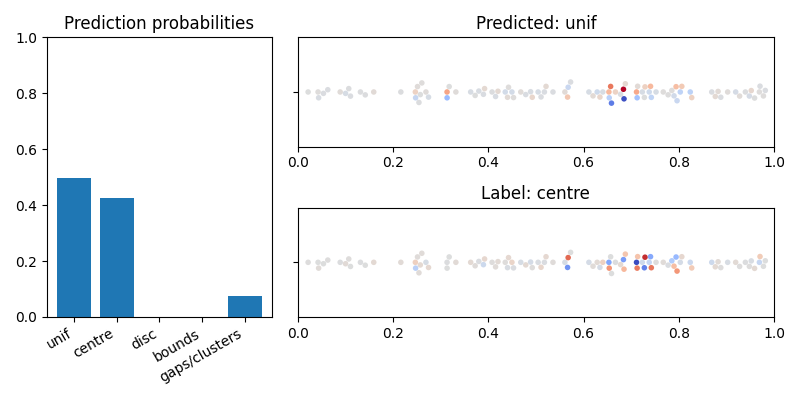 Prediction probabilities
1.0
0.8
0.6
0.4
0.2
0.0
unif
centre
disc
bounds
gaps/clusters
Predicted: unif
0.0 0.2 0.4 0.6 0.8 1.0
Label: centre
0.0 0.2 0.4 0.6 0.8 1.0